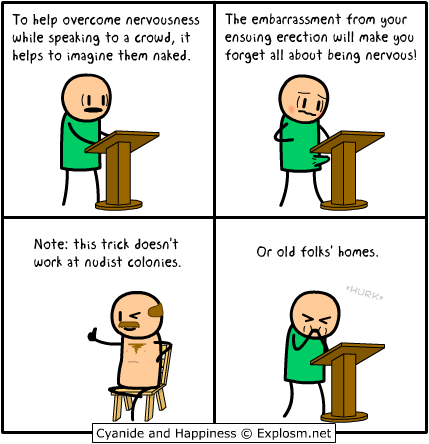 To help overcome nervousness
while speaking to a crowd, it
helps to imagine them naked.
The embarrassment from your
ensuing erection will make you
forget all about being nervous!
Note: this trick doesn't
work at nudist colonies.
Or old folks' homes.
*HURK*
Cyanide and Happiness © Explosm.net